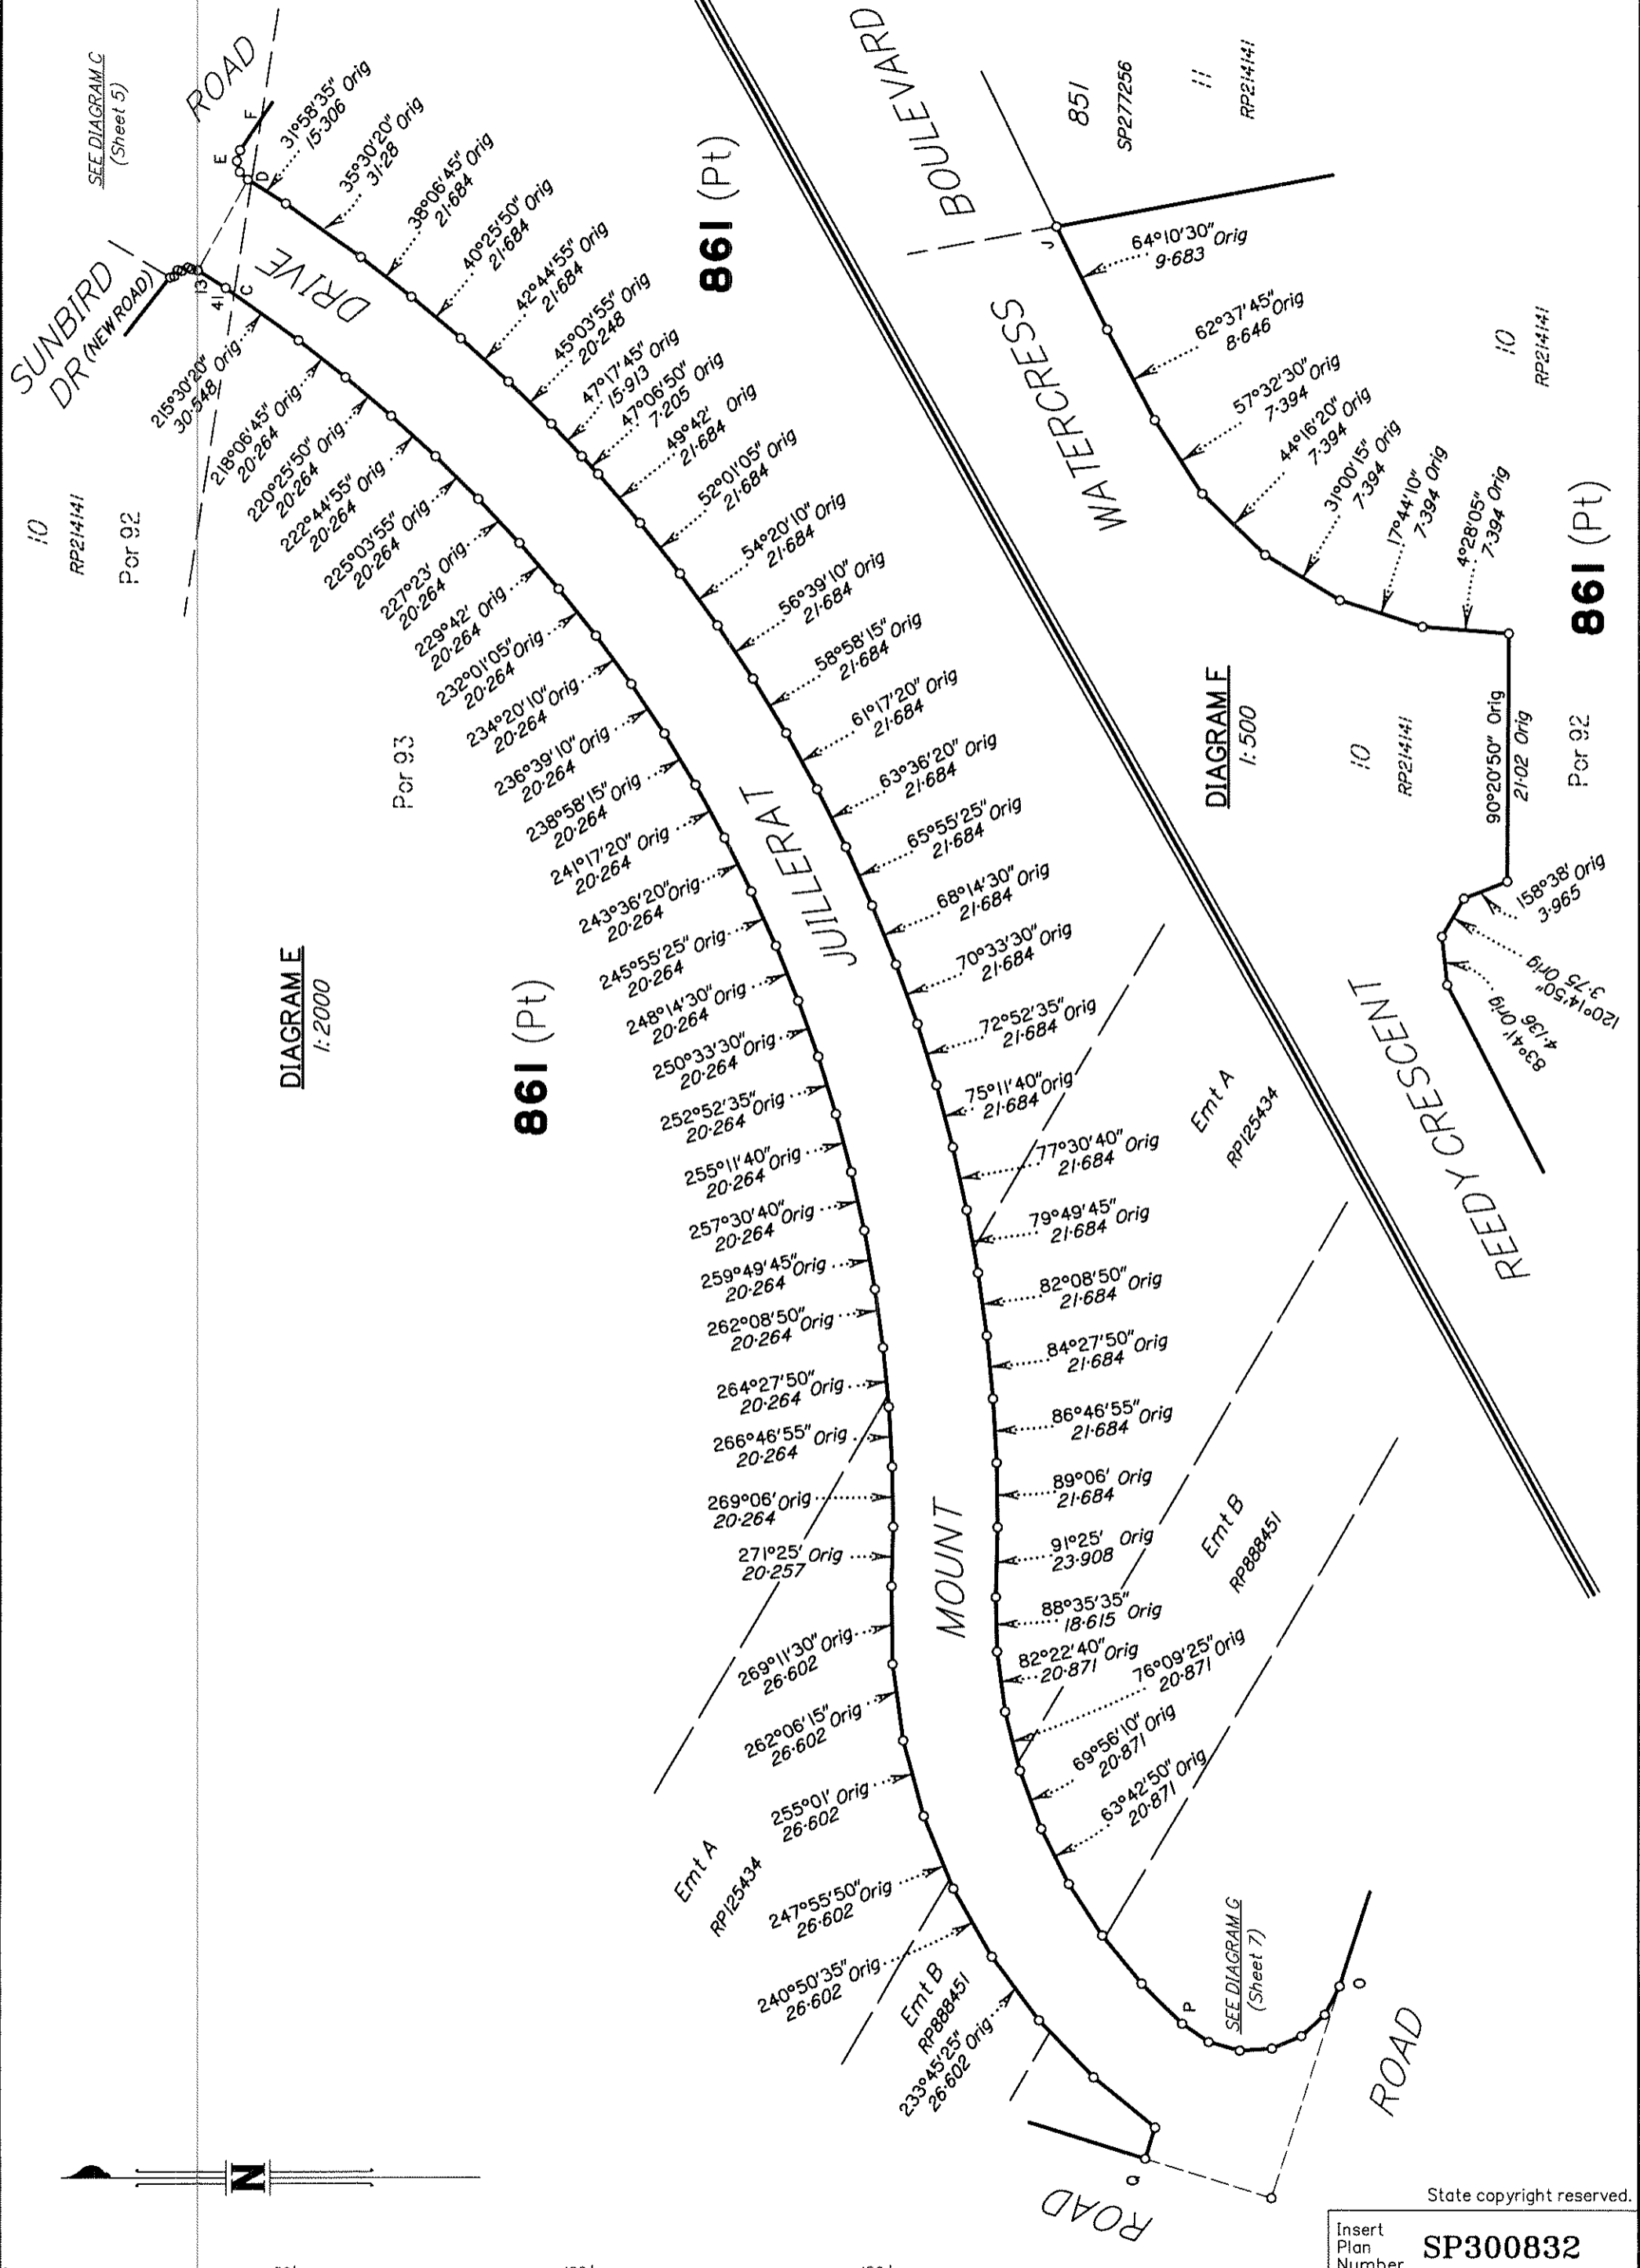 SEE DIAGRAM C
(Sheet 5)
ROAD
SUNBIRD
DR (NEW ROAD)
E
F
D
13
41
C
DRIVE
10
RP214141
Por 92
Por 93
31°58'35" Orig
15·306
35°30'20" Orig
31·28
38°06'45" Orig
21·684
40°25'50" Orig
21·684
42°44'55" Orig
21·684
45°03'55" Orig
20·248
47°17'45" Orig
15·913
47°06'50" Orig
7·205
49°42' Orig
21·684
52°01'05" Orig
21·684
54°20'10" Orig
21·684
56°39'10" Orig
21·684
58°58'15" Orig
21·684
61°17'20" Orig
21·684
63°36'20" Orig
21·684
65°55'25" Orig
21·684
68°14'30" Orig
21·684
70°33'30" Orig
21·684
72°52'35" Orig
21·684
75°11'40" Orig
21·684
77°30'40" Orig
21·684
79°49'45" Orig
21·684
82°08'50" Orig
21·684
84°27'50" Orig
21·684
86°46'55" Orig
21·684
89°06' Orig
21·684
91°25' Orig
23·908
88°35'35"
18·615 Orig
82°22'40" Orig
20·871
76°09'25" Orig
20·871
69°56'10" Orig
20·871
63°42'50" Orig
20·871
215°30'20" Orig
30·548
218°06'45" Orig
20·264
220°25'50" Orig
20·264
222°44'55" Orig
20·264
225°03'55" Orig
20·264
227°23' Orig
20·264
229°42' Orig
20·264
232°01'05" Orig
20·264
234°20'10" Orig
20·264
236°39'10" Orig
20·264
238°58'15" Orig
20·264
241°17'20" Orig
20·264
243°36'20" Orig
20·264
245°55'25" Orig
20·264
248°14'30" Orig
20·264
250°33'30" Orig
20·264
252°52'35" Orig
20·264
255°11'40" Orig
20·264
257°30'40" Orig
20·264
259°49'45" Orig
20·264
262°08'50" Orig
20·264
264°27'50" Orig
20·264
266°46'55" Orig
20·264
269°06' Orig
20·264
271°25' Orig
20·257
269°11'30" Orig
26·602
262°06'15" Orig
26·602
255°01' Orig
26·602
247°55'50" Orig
26·602
240°50'35" Orig
26·602
233°45'25" Orig
26·602
DIAGRAM E
1:2000
861 (Pt)
861 (Pt)
JUILLERAT
MOUNT
Emt A
RP125434
Emt B
RP888451
Emt A
RP125434
Emt B
RP888451
P
SEE DIAGRAM G
(Sheet 7)
O
Q
ROAD
ROAD
BOULEVARD
WATERCRESS
851
SP277256
11
RP214141
J
64°10'30" Orig
9·683
62°37'45" Orig
8·646
57°32'30" Orig
7·394
44°16'20" Orig
7·394
31°00'15" Orig
7·394
17°44'10" Orig
7·394
4°28'05" Orig
7·394
10
RP214141
861 (Pt)
DIAGRAM F
1:500
10
RP214141
90°20'50" Orig
21·02 Orig
Por 92
158°38' Orig
3·965
120°14'50"
3·75 Orig
83°41' Orig
4·136
REEDY CRESCENT
N
State copyright reserved.
Insert
Plan
Number
SP300832